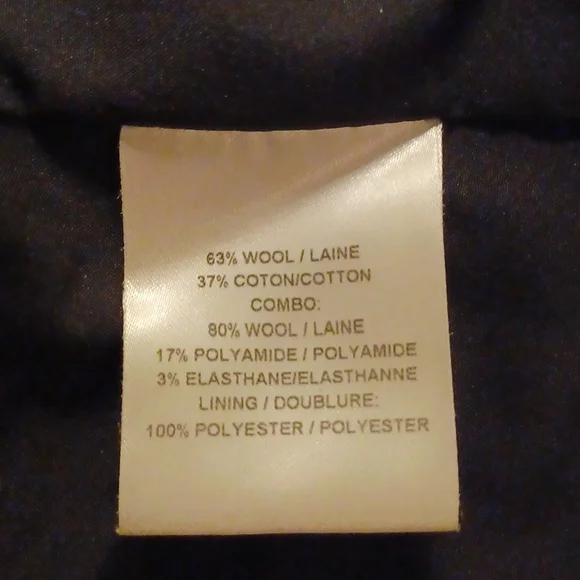 63% WOOL / LAINE
37% COTON/COTTON
COMBO:
80% WOOL / LAINE
17% POLYAMIDE / POLYAMIDE
3% ELASTHANE/ELASTHANNE
LINING / DOUBLURE:
100% POLYESTER / POLYESTER